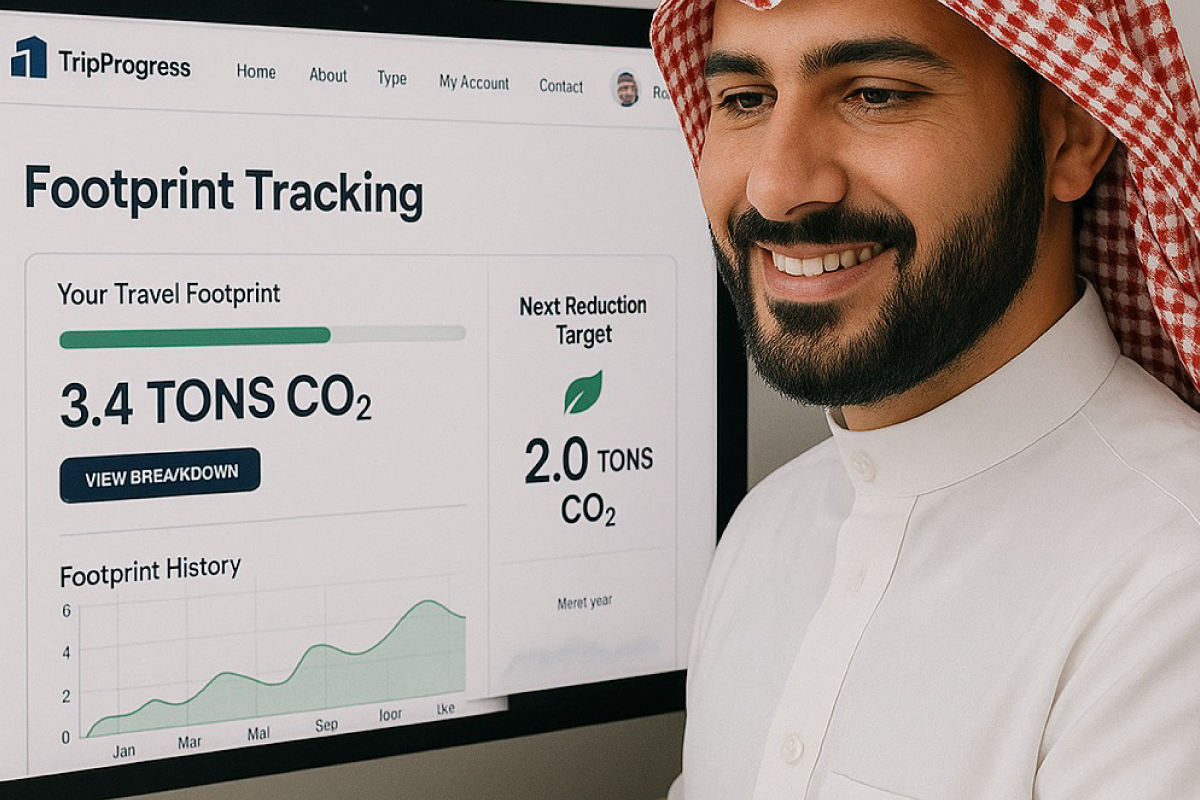 TripProgress
Home About Type My Account Contact
Footprint Tracking
Your Travel Footprint
3.4 TONS CO₂
VIEW BREA/KDOWN
Next Reduction
Target
2.0 TONS
CO₂
Meret year
Footprint History
6
4
2
0
Jan Mar Mal Sep loor Lke